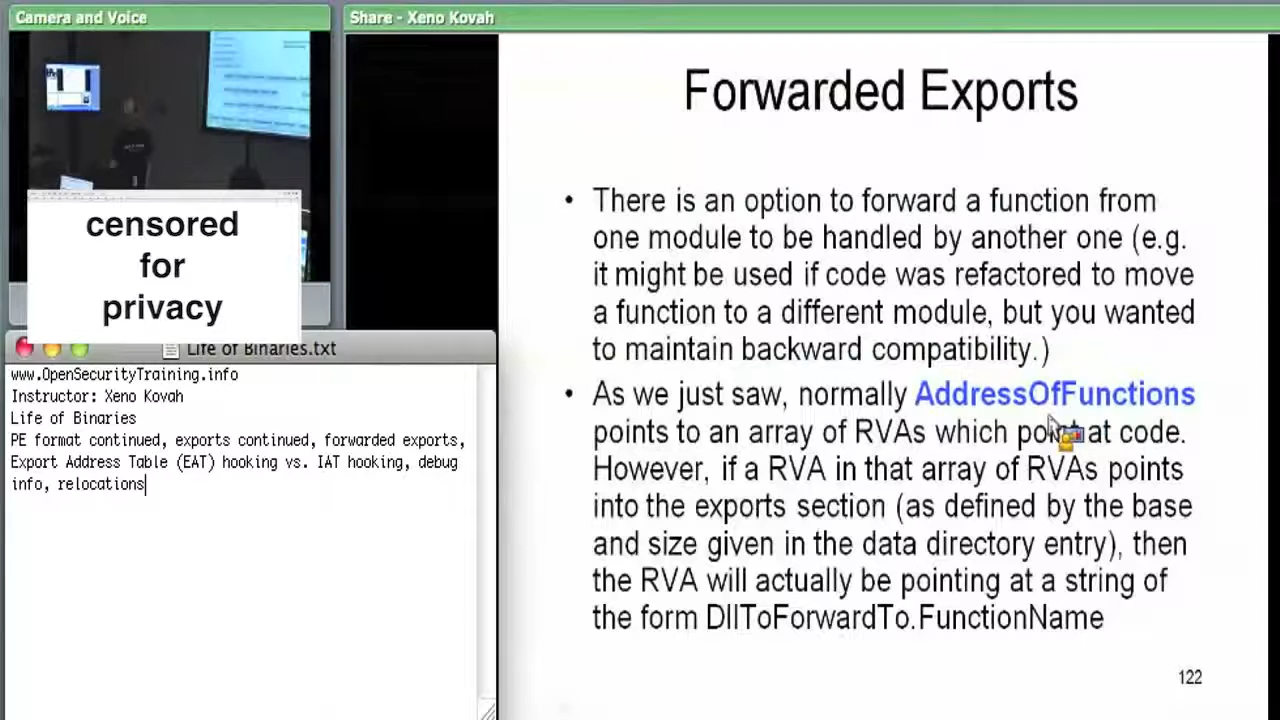 Camera and Voice
Share - Xeno Kovah
censored
for
privacy
Life of Binaries.txt
www.OpenSecurityTraining.info
Instructor: Xeno Kovah
Life of Binaries
PE format continued, exports continued, forwarded exports,
Export Address Table (EAT) hooking vs. IAT hooking, debug
info, relocations
Forwarded Exports
• There is an option to forward a function from
one module to be handled by another one (e.g.
it might be used if code was refactored to move
a function to a different module, but you wanted
to maintain backward compatibility.)
• As we just saw, normally AddressOfFunctions
points to an array of RVAs which point at code.
However, if a RVA in that array of RVAs points
into the exports section (as defined by the base
and size given in the data directory entry), then
the RVA will actually be pointing at a string of
the form DllToForwardTo.FunctionName
122